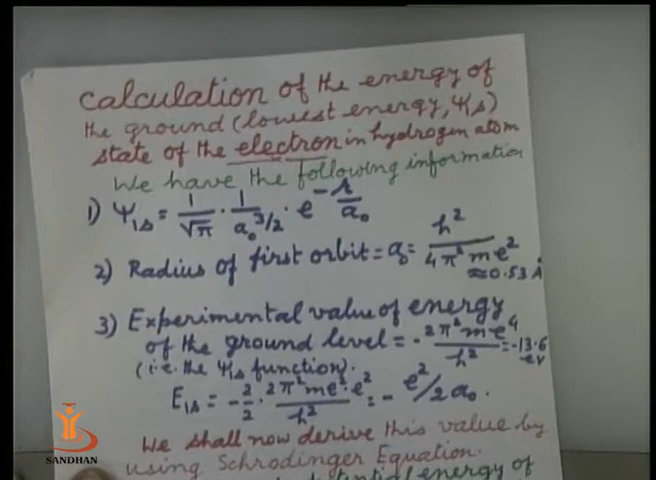 calculation of the energy of
the ground (lowest energy, Ψ1s)
state of the electron in hydrogen atom
We have the following information
1) Ψ1s = 1/√π · 1/a₀^3/2 · e^-r/a₀
2) Radius of first orbit = a₀ = h²/4π²me²
≈0.53 Å
3) Experimental value of energy
of the ground level = -2π²me⁴/h² = -13.6 ev
(i.e. the Ψ1s function).
E1s = -2/2 · 2π²me²·e²/h² = - e²/2a₀.
We shall now derive this value by
using Schrodinger Equation.
potential energy of
SANDHAN